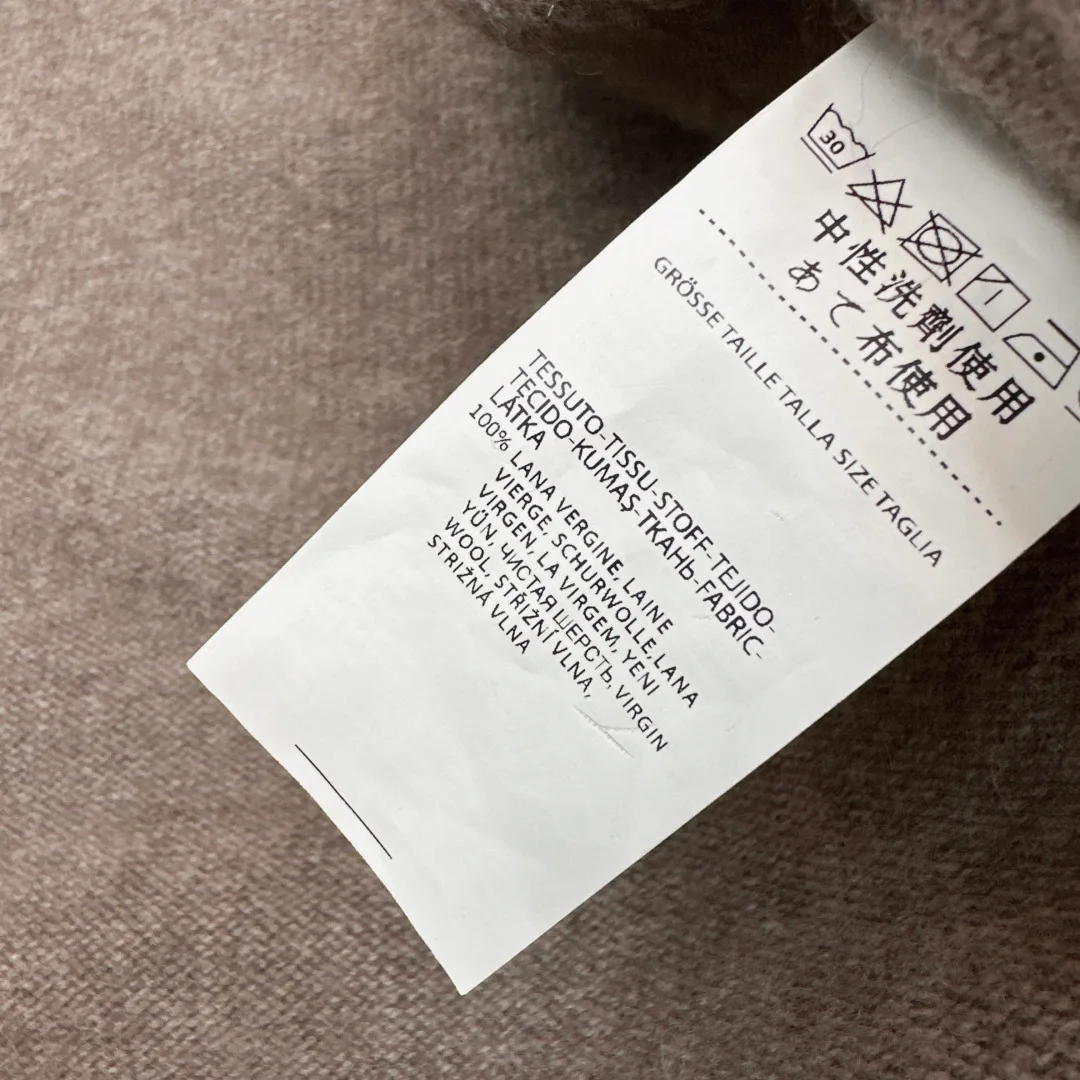 30
中性洗剤使用
あて布使用
GRÖSSE TAILLE TALLA SIZE TAGLIA
TESSUTO-TISSU-STOFF-TEJIDO-
TECIDO-KUMAŞ-TKAHb-FABRIC-
LÁTKA
100% LANA VERGINE, LAINE
VIERGE, SCHURWOLLE,LANA
VIRGEN, LA VIRGEM, YENI
YÜN, ЧИСТАЯ ШЕРСТЬ, VIRGIN
WOOL, STŘIŽNÍ VLNA,
STRIŽNÁ VLNA